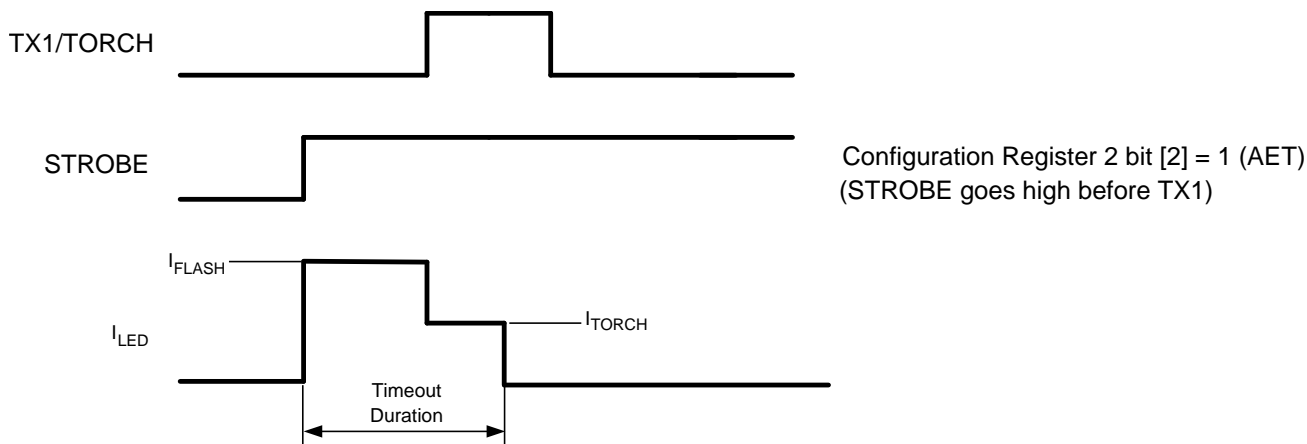 TX1/TORCH
STROBE
Configuration Register 2 bit [2] = 1 (AET)
(STROBE goes high before TX1)
IFLASH
ITORCH
ILED
Timeout
Duration